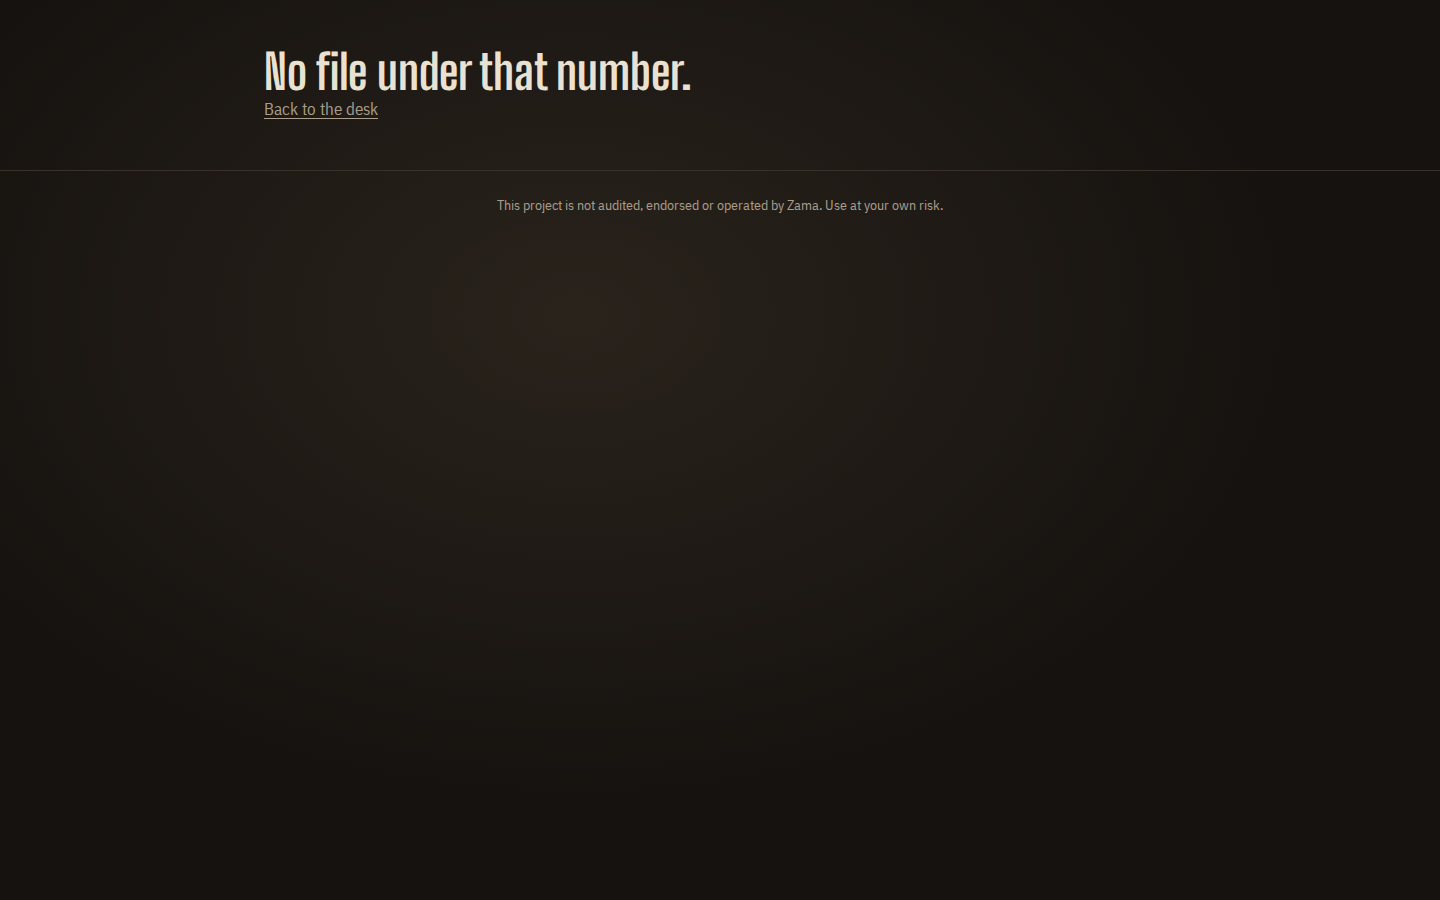 No file under that number.
Back to the desk
This project is not audited, endorsed or operated by Zama. Use at your own risk.